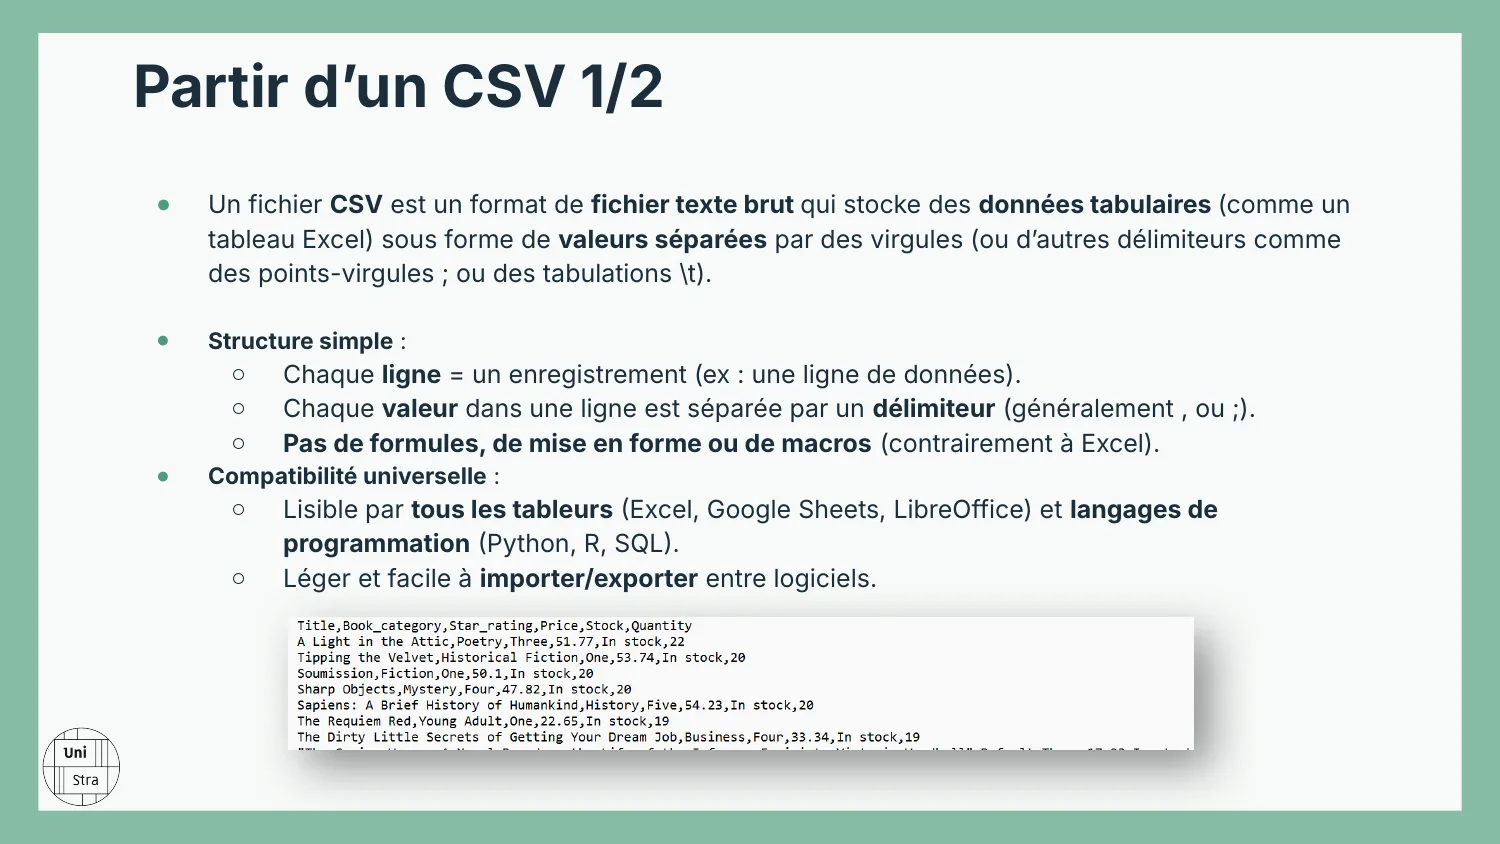 Partir d’un CSV 1/2
● Un fichier CSV est un format de fichier texte brut qui stocke des données tabulaires (comme un
tableau Excel) sous forme de valeurs séparées par des virgules (ou d’autres délimiteurs comme
des points-virgules ; ou des tabulations \t).
● Structure simple :
○ Chaque ligne = un enregistrement (ex : une ligne de données).
○ Chaque valeur dans une ligne est séparée par un délimiteur (généralement , ou ;).
○ Pas de formules, de mise en forme ou de macros (contrairement à Excel).
● Compatibilité universelle :
○ Lisible par tous les tableurs (Excel, Google Sheets, LibreOffice) et langages de
programmation (Python, R, SQL).
○ Léger et facile à importer/exporter entre logiciels.
Title,Book_category,Star_rating,Price,Stock,Quantity
A Light in the Attic,Poetry,Three,51.77,In stock,22
Tipping the Velvet,Historical Fiction,One,53.74,In stock,20
Soumission,Fiction,One,50.1,In stock,20
Sharp Objects,Mystery,Four,47.82,In stock,20
Sapiens: A Brief History of Humankind,History,Five,54.23,In stock,20
The Requiem Red,Young Adult,One,22.65,In stock,19
The Dirty Little Secrets of Getting Your Dream Job,Business,Four,33.34,In stock,19
Uni
Stra